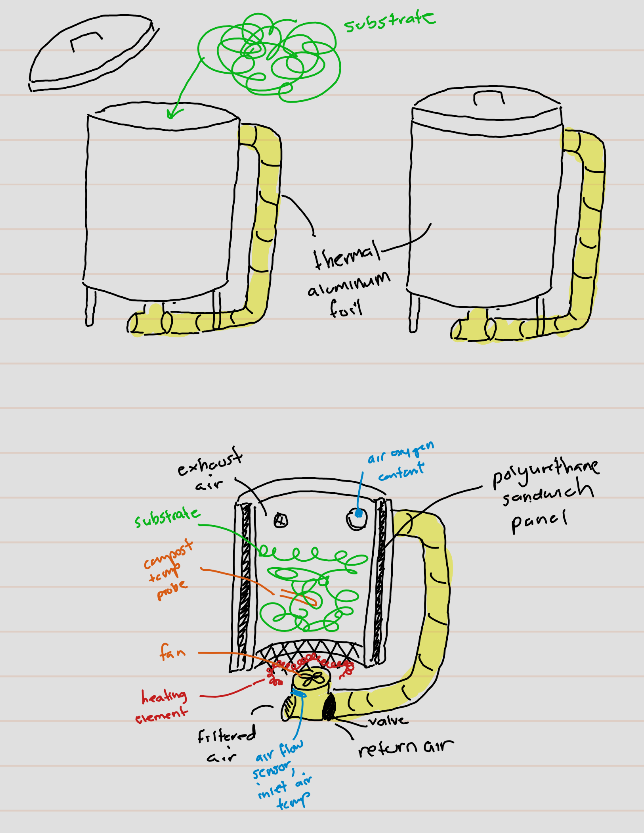 substrate
thermal
aluminum
foil
exhaust
air
air oxygen
content
polyurethane
sandwich
panel
substrate
compost
temp
probe
fan
heating
element
filtered
air
air flow
sensor,
inlet air
temp
valve
return air